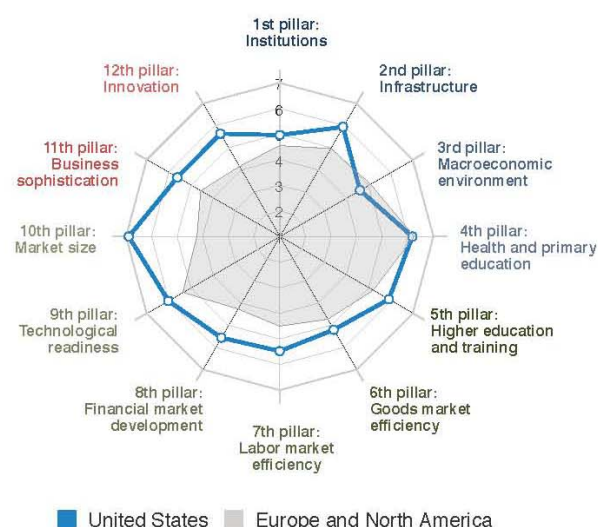 1st pillar:
Institutions
2nd pillar:
Infrastructure
3rd pillar:
Macroeconomic
environment
4th pillar:
Health and primary
education
5th pillar:
Higher education
and training
6th pillar:
Goods market
efficiency
7th pillar:
Labor market
efficiency
8th pillar:
Financial market
development
9th pillar:
Technological
readiness
10th pillar:
Market size
11th pillar:
Business
sophistication
12th pillar:
Innovation
7
6
4
3
2
United States
Europe and North America